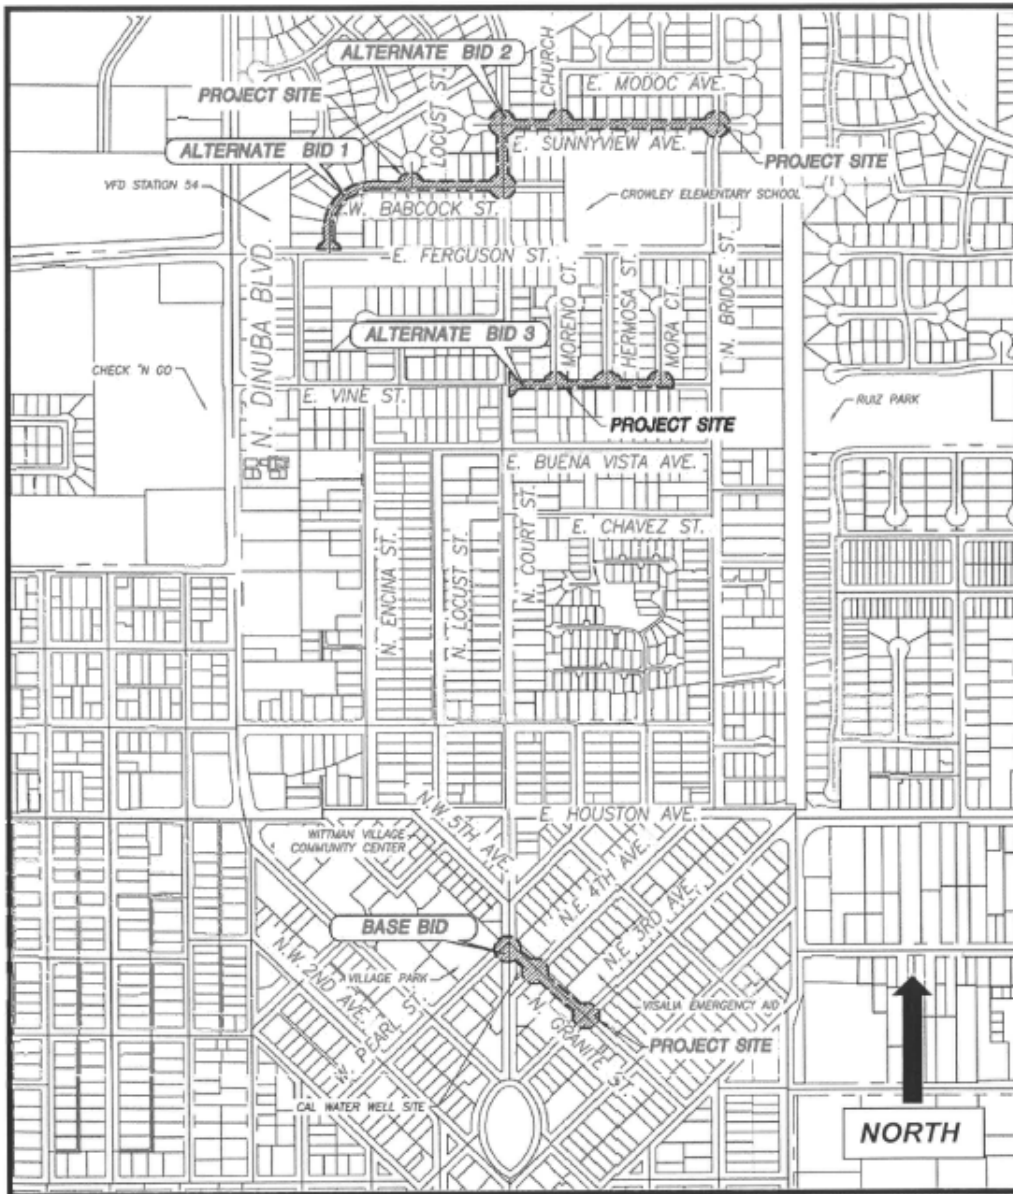 ALTERNATE BID 2
CHURCH
E. MODOC AVE.
PROJECT SITE
LOCUST ST.
E. SUNNYVIEW AVE.
ALTERNATE BID 1
PROJECT SITE
VFD STATION 54
CROWLEY ELEMENTARY SCHOOL
W. BABCOCK ST.
E. FERGUSON ST.
N. DINUBA BLVD.
MORENO CT.
HERMOSA ST.
MORA CT.
N. BRIDGE ST.
ALTERNATE BID 3
CHECK "N GO
E. VINE ST.
RUIZ PARK
PROJECT SITE
E. BUENA VISTA AVE.
N. COURT ST.
E. CHAVEZ ST.
N. ENCINA ST.
N. LOCUST ST.
N.W. 5TH AVE.
E. HOUSTON AVE.
WITTMAN VILLAGE
COMMUNITY CENTER
N.E. 4TH AVE.
N.E. 3RD AVE.
BASE BID
N.W. 2ND AVE.
VILLAGE PARK
W. PEARL ST.
VISALIA EMERGENCY AID
N. GRANITE ST.
PROJECT SITE
CAL WATER WELL SITE
NORTH